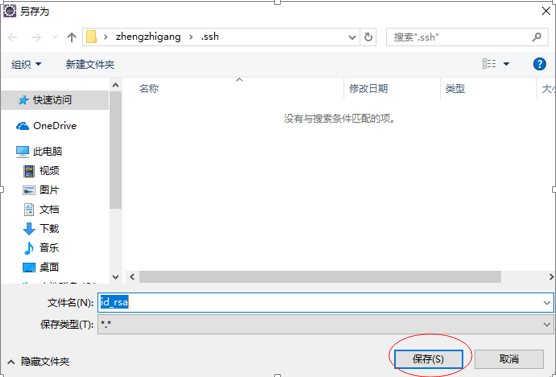 另存为
zhengzhigang › .ssh
搜索".ssh"
组织
新建文件夹
名称
修改日期
类型
大小
快速访问
OneDrive
此电脑
视频
图片
文档
下载
音乐
桌面
没有与搜索条件匹配的项。
文件名(N):
id_rsa
保存类型(T):
*.*
隐藏文件夹
保存(S)
取消